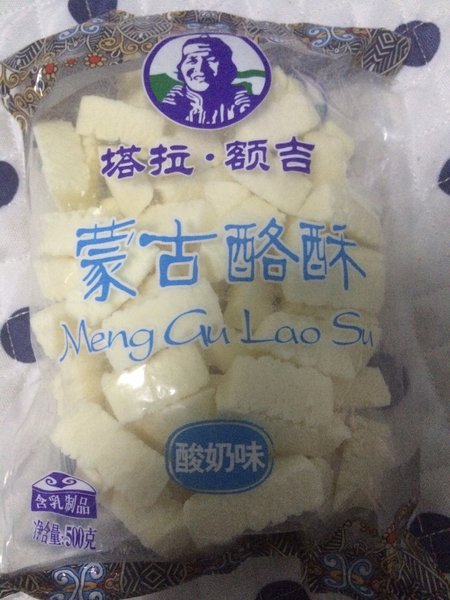 塔拉·额吉
蒙古酪酥
Meng Gu Lao Su
酸奶味
含乳制品
净含量:500克